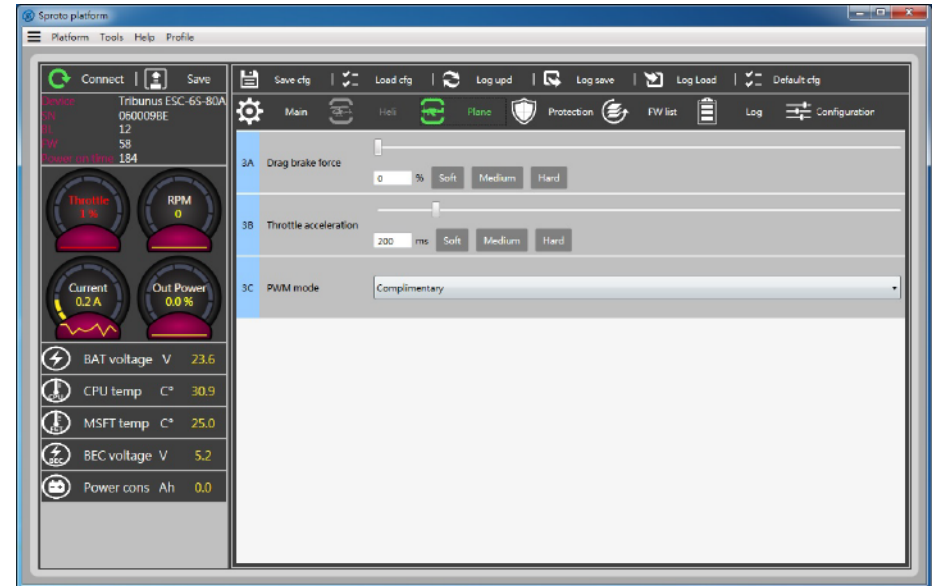 Sproto platform
Platform Tools Help Profile
Connect | Save
Save cfg | Load cfg | Log upd | Log save | Log Load | Default cfg
Device Tribunus ESC-6S-80A
SN 060009BE
BL 12
FW 58
Power on time 184
Main Heli Plane Protection FW list Log Configuration
Throttle
1 %
RPM
0
Current
0.2 A
Out Power
0.0 %
BAT voltage V 23.6
CPU temp C° 30.9
MSFT temp C° 25.0
BEC voltage V 5.2
Power cons Ah 0.0
3A Drag brake force
0 % Soft Medium Hard
3B Throttle acceleration
200 ms Soft Medium Hard
3C PWM mode Complimentary